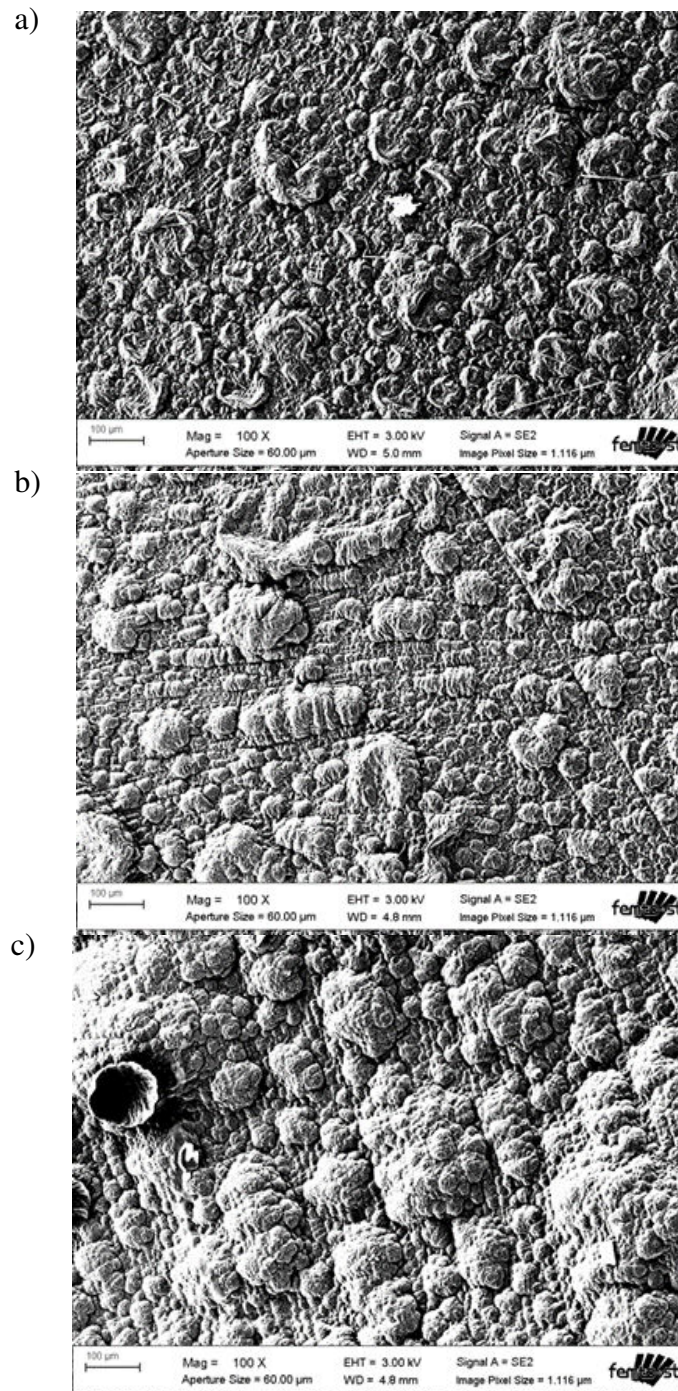 a)
100 µm
Mag = 100 X EHT = 3.00 kV Signal A = SE2
Aperture Size = 60.00 µm WD = 5.0 mm Image Pixel Size = 1.116 µm
b)
100 µm
Mag = 100 X EHT = 3.00 kV Signal A = SE2
Aperture Size = 60.00 µm WD = 4.8 mm Image Pixel Size = 1.116 µm
c)
100 µm
Mag = 100 X EHT = 3.00 kV Signal A = SE2
Aperture Size = 60.00 µm WD = 4.8 mm Image Pixel Size = 1.116 µm